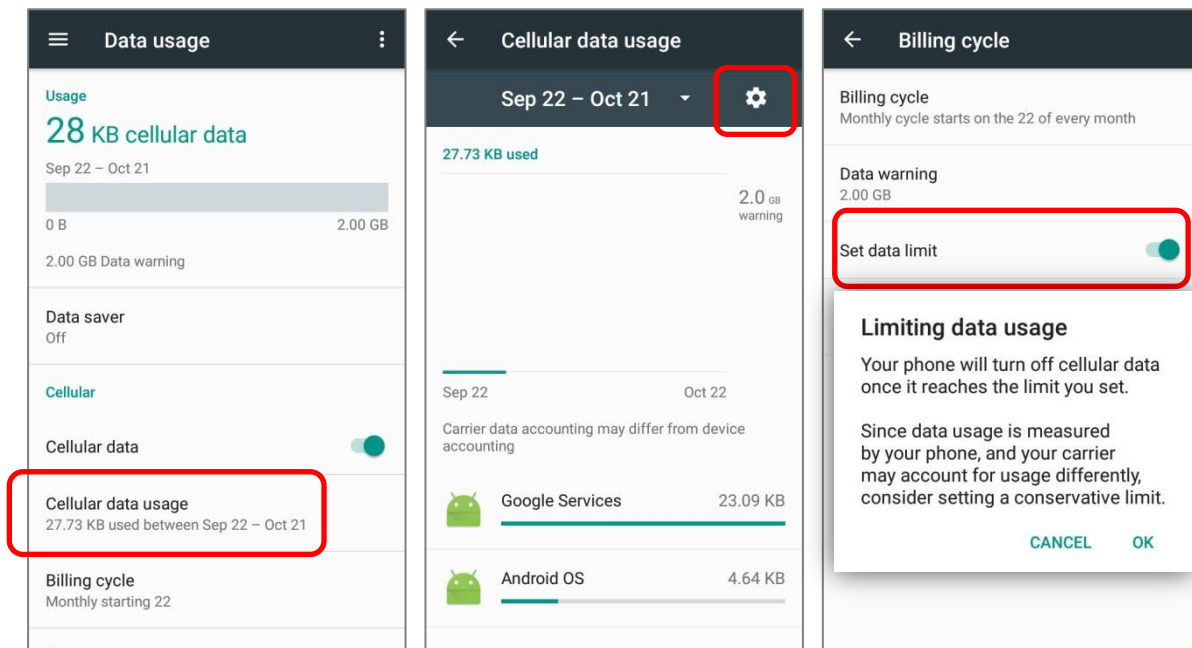 Data usage
Usage
28 KB cellular data
Sep 22 – Oct 21
0 B 2.00 GB
2.00 GB Data warning
Data saver
Off
Cellular
Cellular data
Cellular data usage
27.73 KB used between Sep 22 – Oct 21
Billing cycle
Monthly starting 22
Cellular data usage
Sep 22 – Oct 21
27.73 KB used
2.0 GB
warning
Sep 22 Oct 22
Carrier data accounting may differ from device
accounting
Google Services 23.09 KB
Android OS 4.64 KB
Billing cycle
Billing cycle
Monthly cycle starts on the 22 of every month
Data warning
2.00 GB
Set data limit
Limiting data usage
Your phone will turn off cellular data
once it reaches the limit you set.
Since data usage is measured
by your phone, and your carrier
may account for usage differently,
consider setting a conservative limit.
CANCEL OK